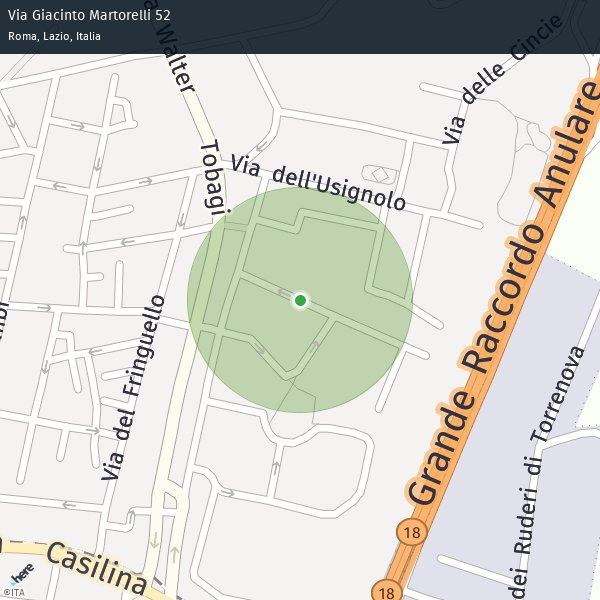 Via Giacinto Martorelli 52
Roma, Lazio, Italia
Walter
Tobagi
Via delle Cincie
Via dell'Usignolo
Grande Raccordo Anulare
Via del Fringuello
dei Ruderi di Torrenova
18
18
Casilina
here
©ITA